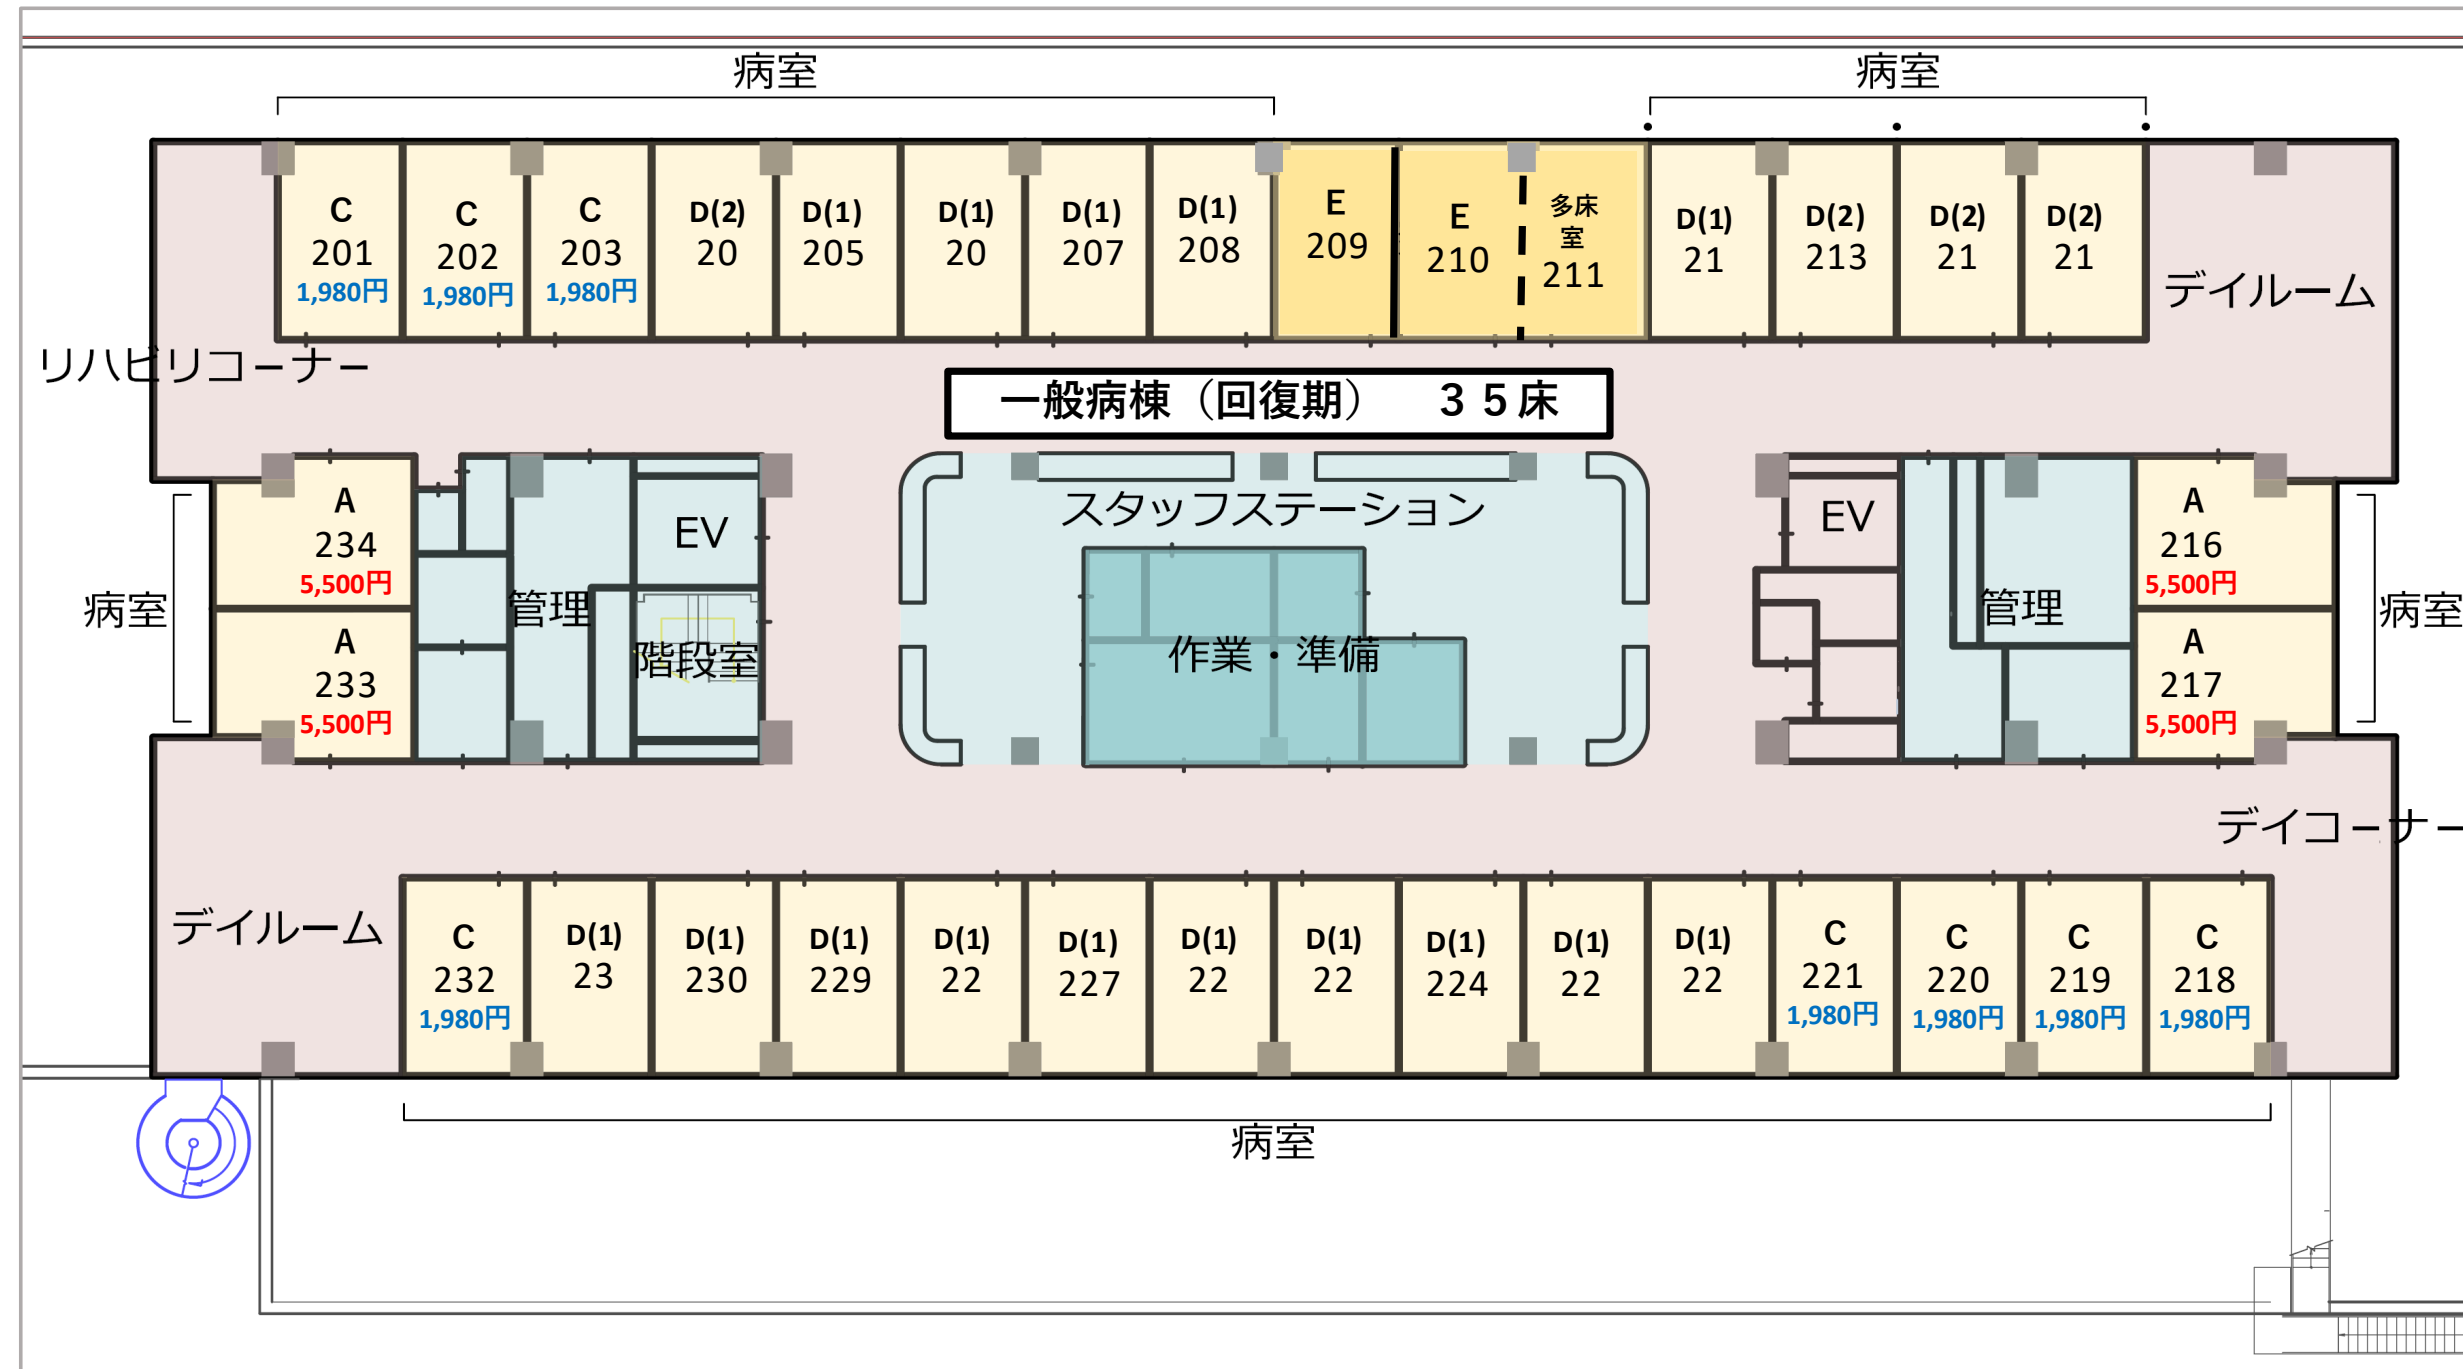 病室
病室
C
201
1,980円
C
202
1,980円
C
203
1,980円
D(2)
20
D(1)
205
D(1)
20
D(1)
207
D(1)
208
E
209
E
210
多床
室
211
D(1)
21
D(2)
213
D(2)
21
D(2)
21
デイルーム
リハビリコーナー
一般病棟（回復期）　３５床
病室
A
234
5,500円
A
233
5,500円
管理
EV
階段室
スタッフステーション
作業・準備
EV
管理
A
216
5,500円
A
217
5,500円
病室
デイコーナー
デイルーム
C
232
1,980円
D(1)
23
D(1)
230
D(1)
229
D(1)
22
D(1)
227
D(1)
22
D(1)
22
D(1)
224
D(1)
22
D(1)
22
C
221
1,980円
C
220
1,980円
C
219
1,980円
C
218
1,980円
病室